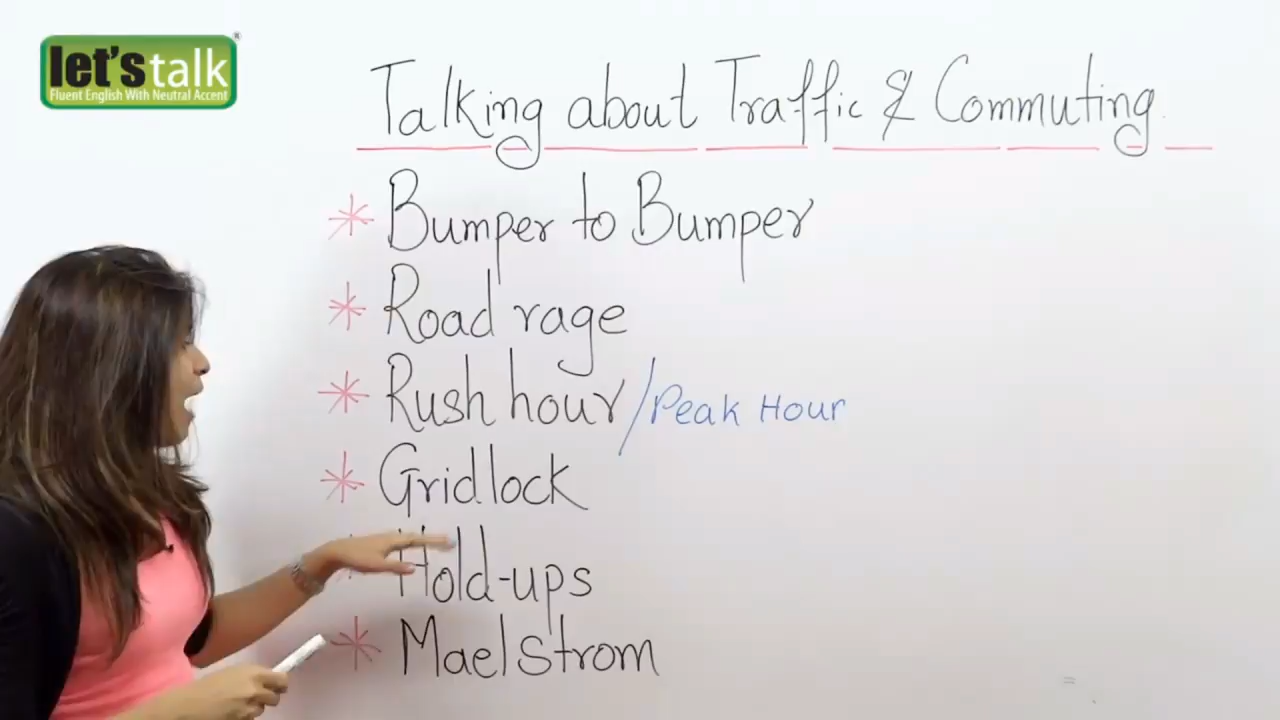 let's talk®
Fluent English With Neutral Accent
Talking about Traffic & Commuting
* Bumper to Bumper
* Road rage
* Rush hour / Peak Hour
* Gridlock
* Hold-ups
* Maelstrom